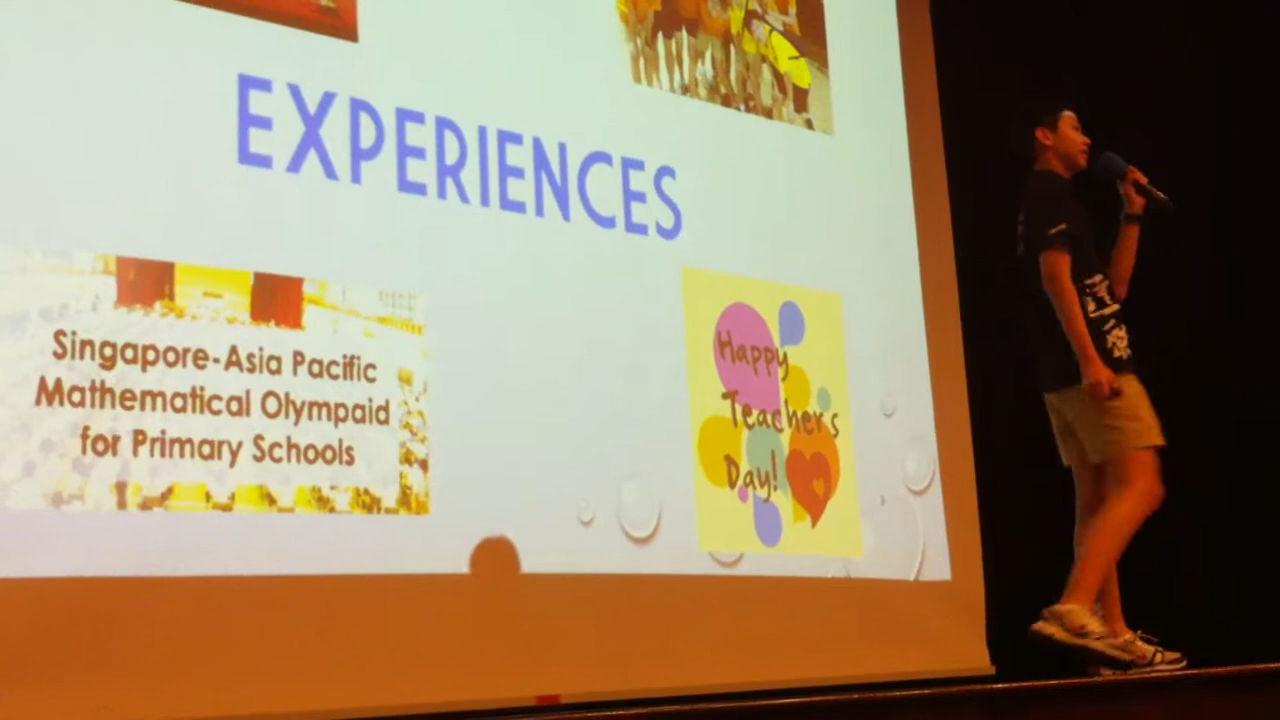 EXPERIENCES
Singapore-Asia Pacific
Mathematical Olympaid
for Primary Schools
Happy
Teacher's
Day!